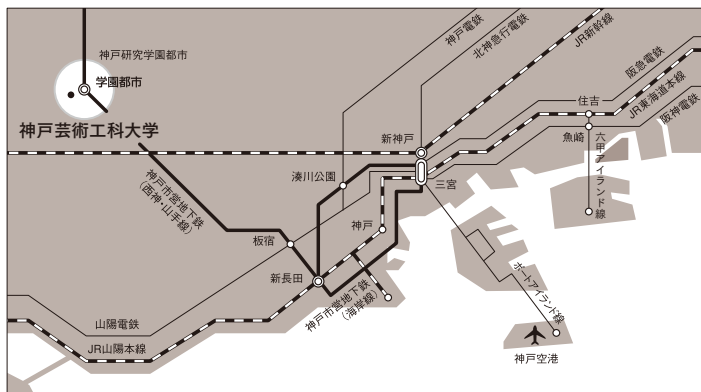 神戸研究学園都市
学園都市
神戸芸術工科大学
神戸市営地下鉄
(西神・山手線)
神戸電鉄
北神急行電鉄
JR新幹線
阪急電鉄
JR東海道本線
阪神電鉄
住吉
魚崎
六甲アイランド線
新神戸
三宮
湊川公園
神戸
板宿
新長田
神戸市営地下鉄
(海岸線)
ポートアイランド線
神戸空港
山陽電鉄
JR山陽本線